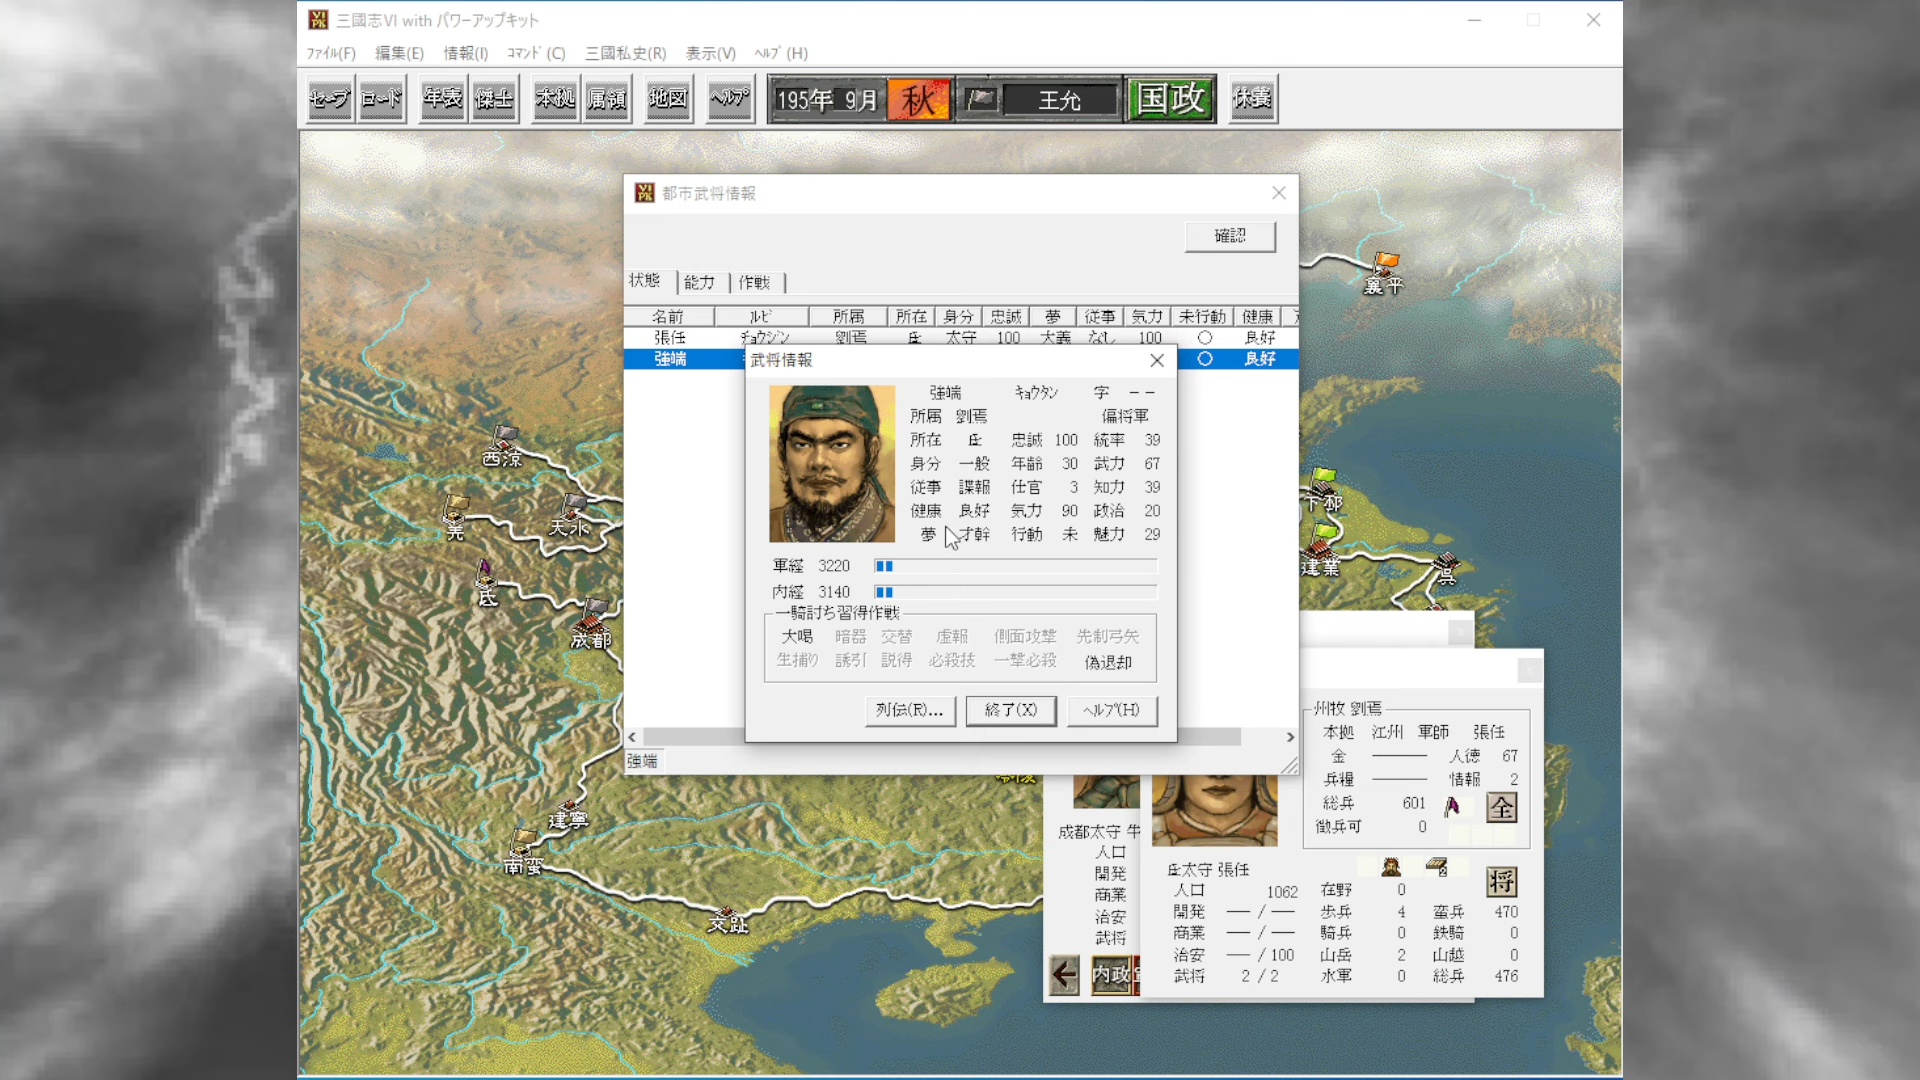 三國志VI with パワーアップキット
ファイル(F) 編集(E) 情報(I) コマンド(C) 三國私史(R) 表示(V) ヘルプ(H)
セーブ ロード 年表 傑士 本拠 属領 地図 ヘルプ 195年 9月 秋 王允 国政 休養
都市武将情報
確認
状態 能力 作戦
名前 ルビ 所属 所在 身分 忠誠 夢 従事 気力 未行動 健康
張任 チョウジン 劉焉 氐 太守 100 大義 なし 100 ○ 良好
強端 ○ 良好
武将情報
強端 キョウタン 字 －－
所属 劉焉 偏将軍
所在 氐 忠誠 100 統率 39
身分 一般 年齢 30 武力 67
従事 諜報 仕官 3 知力 39
健康 良好 気力 90 政治 20
夢 才幹 行動 未 魅力 29
軍経 3220
内経 3140
一騎討ち習得作戦
大喝 暗器 交替 虚報 側面攻撃 先制弓矢
生捕り 誘引 説得 必殺技 一撃必殺 偽退却
列伝(R)... 終了(X) ヘルプ(H)
強端
襄平
西涼
羌
天水
氐
成都
下邳
建業
呉
建寧
南蛮
交趾
零陵
州牧 劉焉
本拠 江州 軍師 張任
金 ―――― 人徳 67
兵糧 ―――― 情報 2
総兵 601 全
徴兵可 0
成都太守 牛
人口
開発
商業
治安
武将
内政
氐太守 張任
2 将
人口 1062 在野 0
開発 ―― / ―― 歩兵 4 蛮兵 470
商業 ―― / ―― 騎兵 0 鉄騎 0
治安 ―― / 100 山岳 2 山越 0
武将 2 / 2 水軍 0 総兵 476